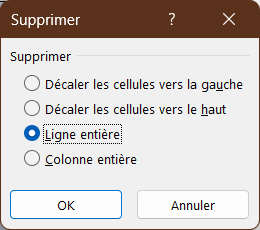 Supprimer ?
Supprimer
Décaler les cellules vers la gauche
Décaler les cellules vers le haut
Ligne entière
Colonne entière
OK Annuler